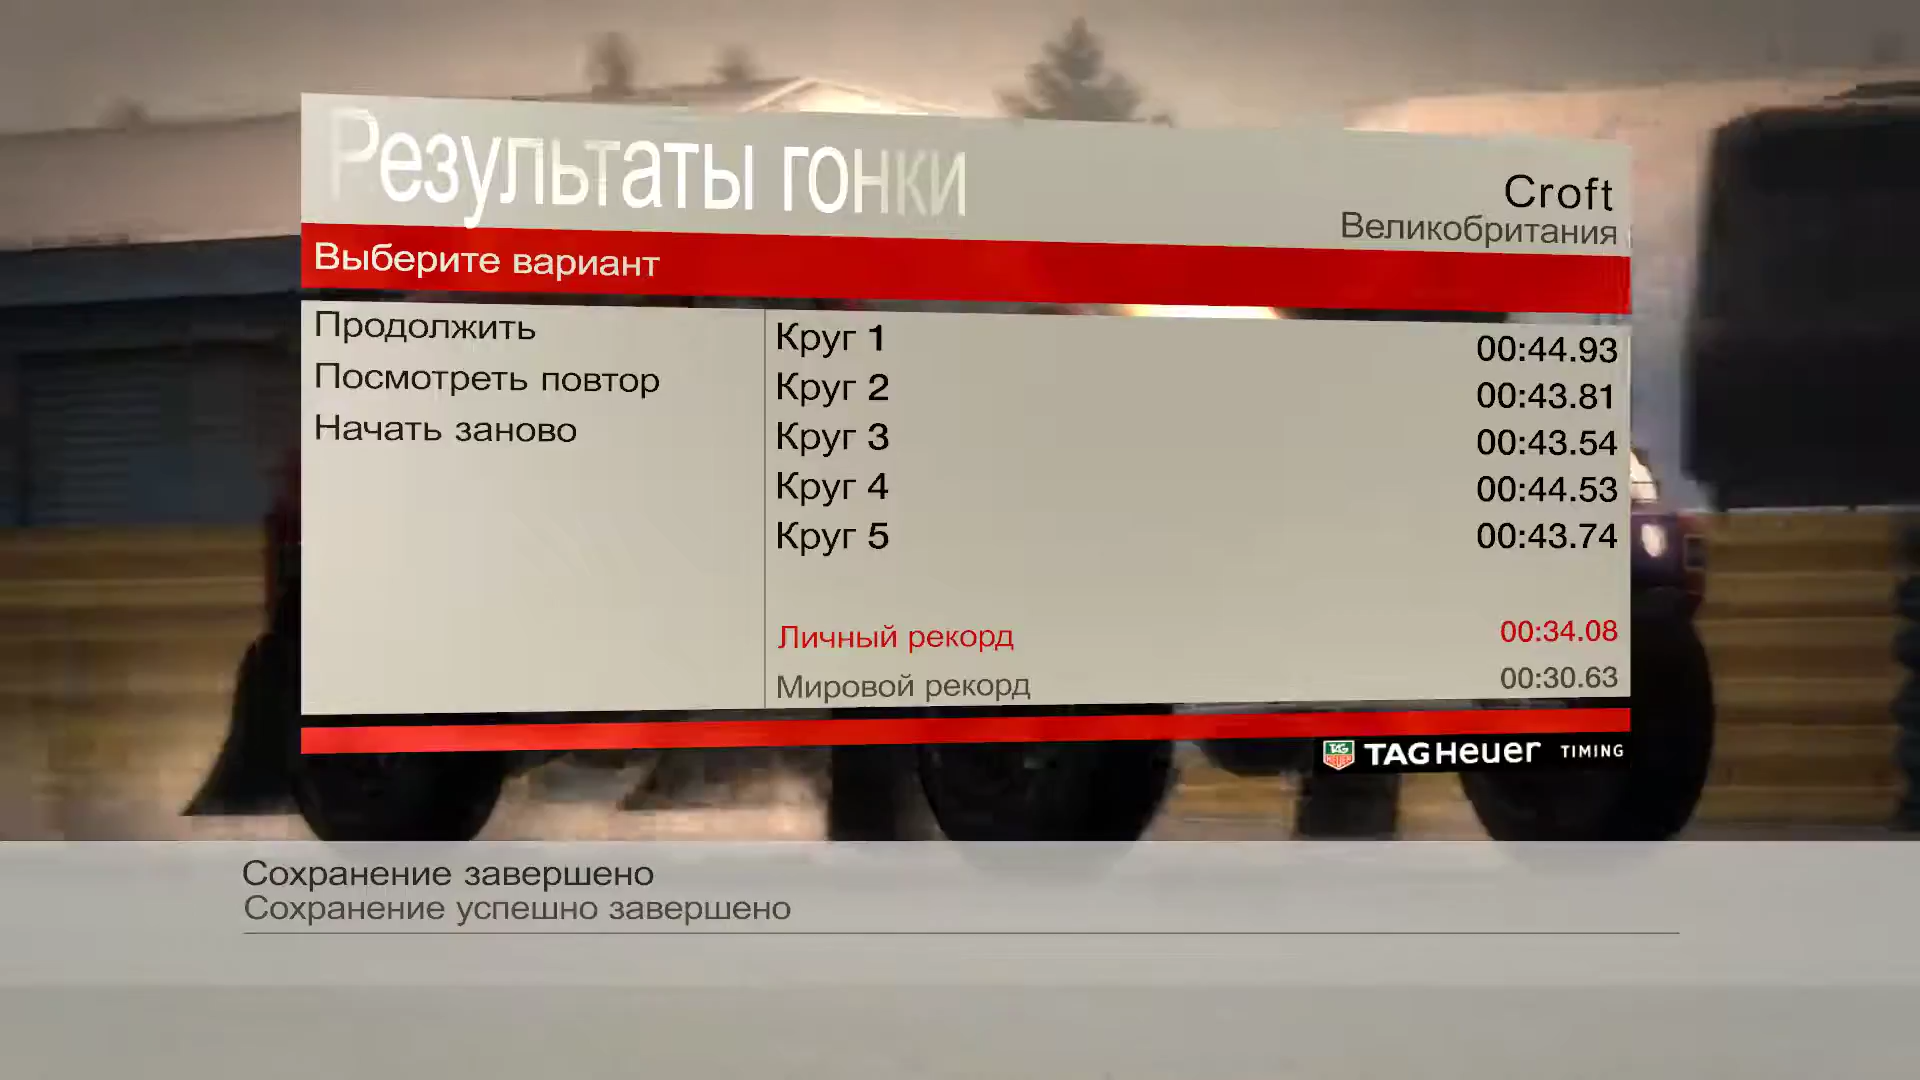 Результаты гонки
Croft
Великобритания
Выберите вариант
Продолжить
Посмотреть повтор
Начать заново
Круг 1 00:44.93
Круг 2 00:43.81
Круг 3 00:43.54
Круг 4 00:44.53
Круг 5 00:43.74
Личный рекорд 00:34.08
Мировой рекорд 00:30.63
TAG HEUER TAGHeuer TIMING
Сохранение завершено
Сохранение успешно завершено